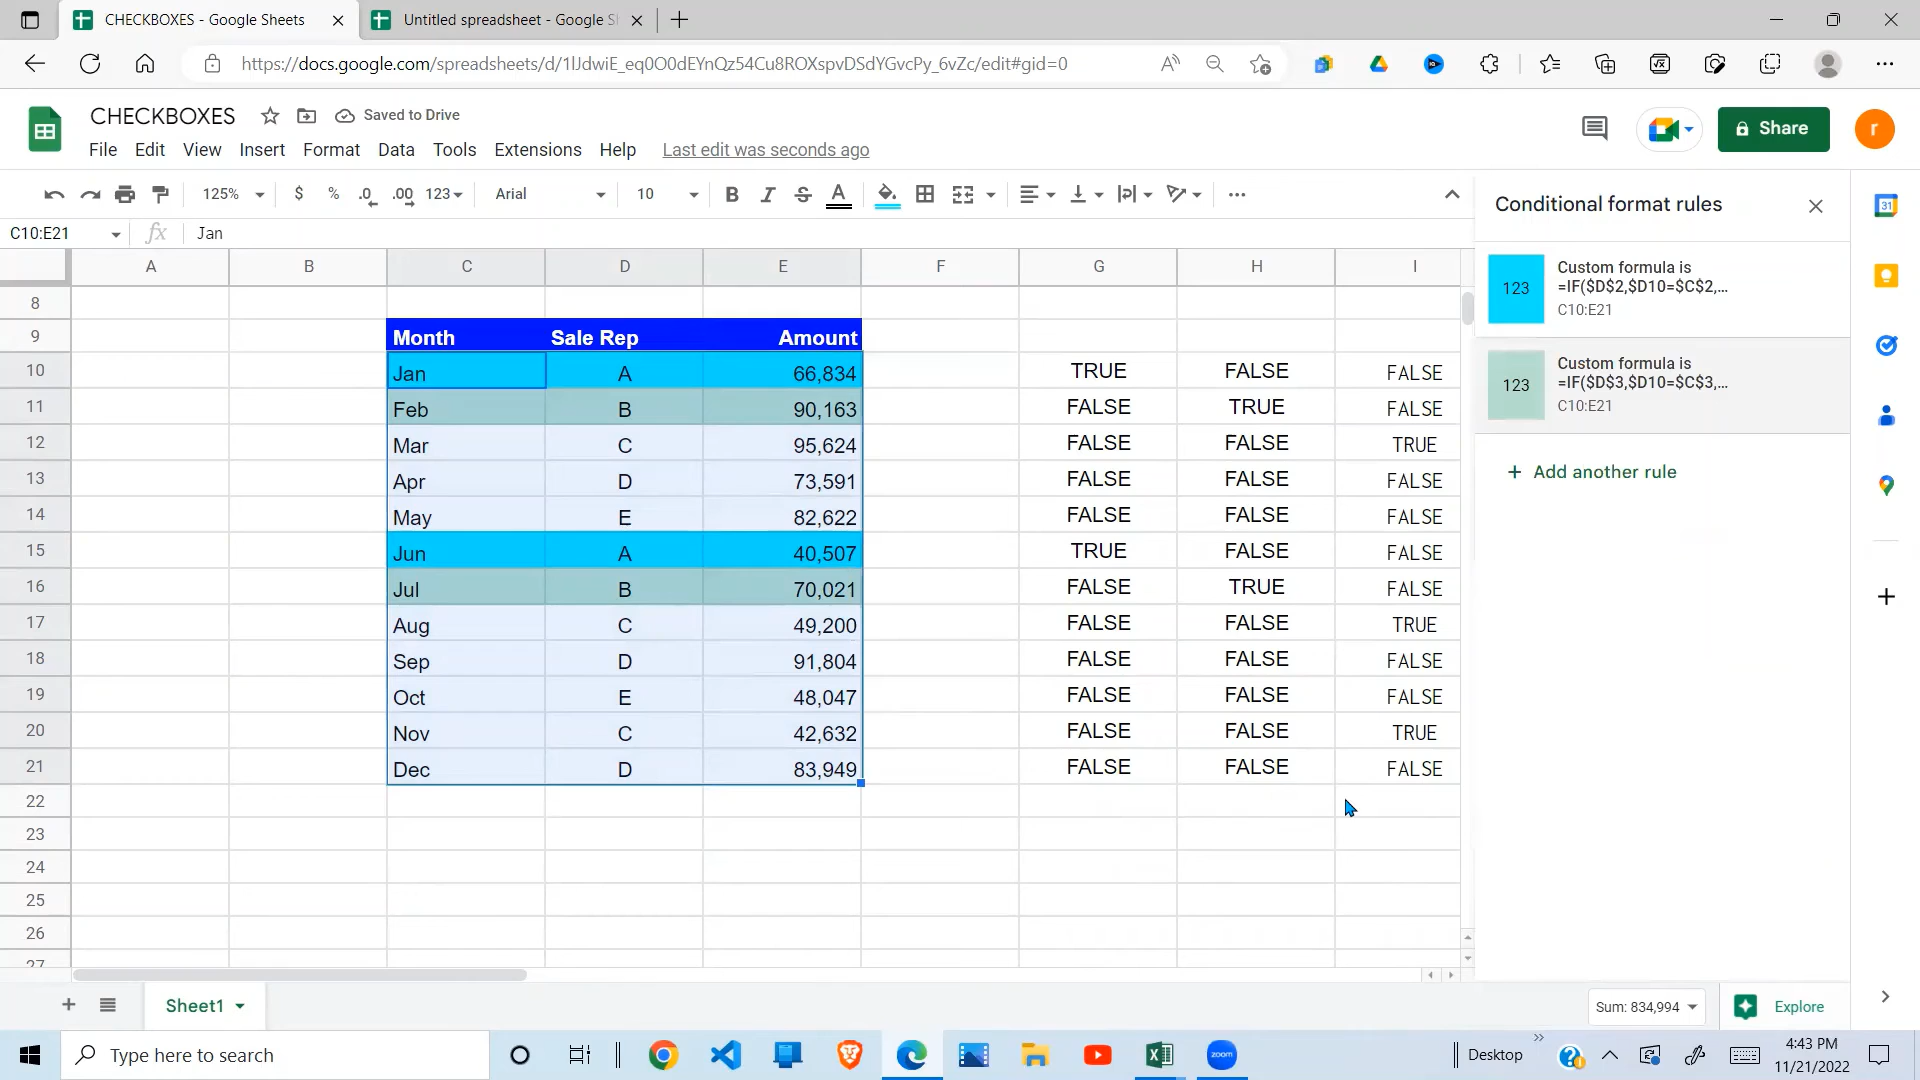 CHECKBOXES - Google Sheets
Untitled spreadsheet - Google S
https://docs.google.com/spreadsheets/d/1IJdwiE_eq0O0dEYnQz54Cu8ROXspvDSdYGvcPy_6vZc/edit#gid=0
CHECKBOXES Saved to Drive
File Edit View Insert Format Data Tools Extensions Help Last edit was seconds ago
Share
r
125% $ % .0 .00 123 Arial 10 B I S A
C10:E21 fx Jan
Conditional format rules
A B C D E F G H I
123 Custom formula is
=IF($D$2,$D10=$C$2,...
C10:E21
123 Custom formula is
=IF($D$3,$D10=$C$3,...
C10:E21
+ Add another rule
8
9 Month Sale Rep Amount
10 Jan A 66,834 TRUE FALSE FALSE
11 Feb B 90,163 FALSE TRUE FALSE
12 Mar C 95,624 FALSE FALSE TRUE
13 Apr D 73,591 FALSE FALSE FALSE
14 May E 82,622 FALSE FALSE FALSE
15 Jun A 40,507 TRUE FALSE FALSE
16 Jul B 70,021 FALSE TRUE FALSE
17 Aug C 49,200 FALSE FALSE TRUE
18 Sep D 91,804 FALSE FALSE FALSE
19 Oct E 48,047 FALSE FALSE FALSE
20 Nov C 42,632 FALSE FALSE TRUE
21 Dec D 83,949 FALSE FALSE FALSE
22
23
24
25
26
27
Sheet1
Sum: 834,994
Explore
Type here to search
zoom
Desktop
4:43 PM
11/21/2022